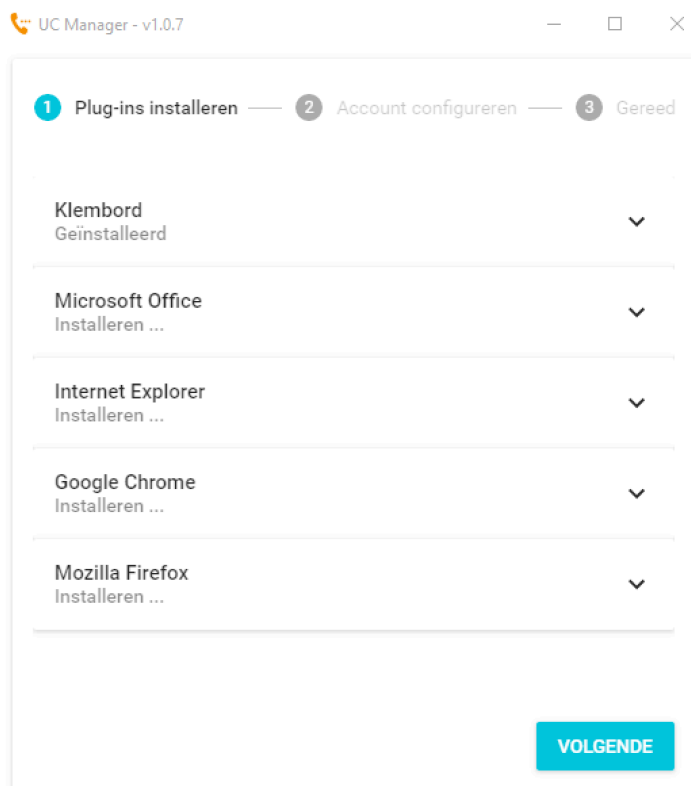 UC Manager - v1.0.7
1 Plug-ins installeren 2 Account configureren 3 Gereed
Klembord
Geïnstalleerd
Microsoft Office
Installeren ...
Internet Explorer
Installeren ...
Google Chrome
Installeren ...
Mozilla Firefox
Installeren ...
VOLGENDE